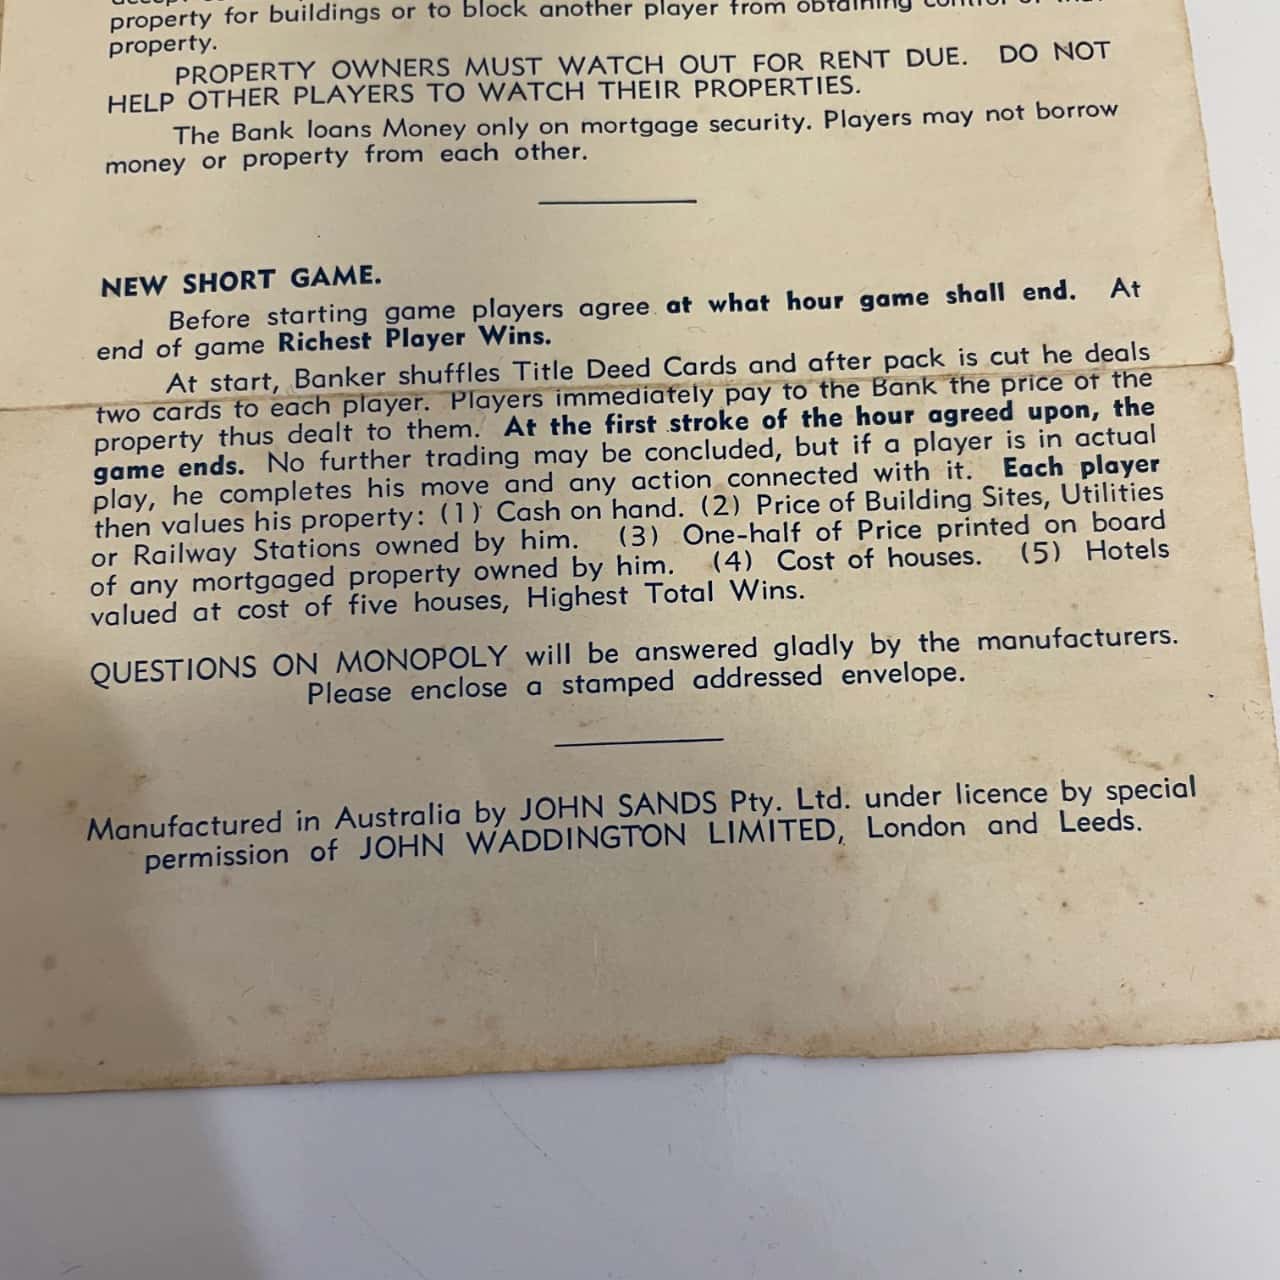 property for buildings or to block another player from obtaining control of that
property.
PROPERTY OWNERS MUST WATCH OUT FOR RENT DUE. DO NOT
HELP OTHER PLAYERS TO WATCH THEIR PROPERTIES.
The Bank loans Money only on mortgage security. Players may not borrow
money or property from each other.
NEW SHORT GAME.
Before starting game players agree at what hour game shall end. At
end of game Richest Player Wins.
At start, Banker shuffles Title Deed Cards and after pack is cut he deals
two cards to each player. Players immediately pay to the Bank the price of the
property thus dealt to them. At the first stroke of the hour agreed upon, the
game ends. No further trading may be concluded, but if a player is in actual
play, he completes his move and any action connected with it. Each player
then values his property: (1) Cash on hand. (2) Price of Building Sites, Utilities
or Railway Stations owned by him. (3) One-half of Price printed on board
of any mortgaged property owned by him. (4) Cost of houses. (5) Hotels
valued at cost of five houses, Highest Total Wins.
QUESTIONS ON MONOPOLY will be answered gladly by the manufacturers.
Please enclose a stamped addressed envelope.
Manufactured in Australia by JOHN SANDS Pty. Ltd. under licence by special
permission of JOHN WADDINGTON LIMITED, London and Leeds.